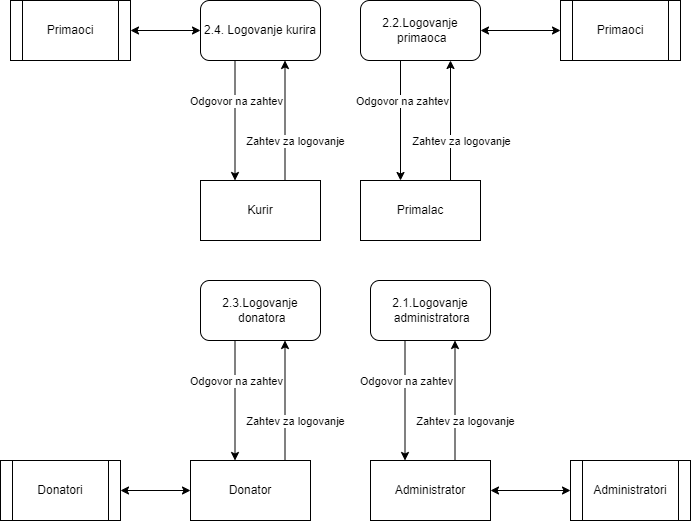 Primaoci
2.4. Logovanje kurira
2.2.Logovanje
primaoca
Primaoci
Odgovor na zahtev
Zahtev za logovanje
Odgovor na zahtev
Zahtev za logovanje
Kurir
Primalac
2.3.Logovanje
donatora
2.1.Logovanje
administratora
Odgovor na zahtev
Zahtev za logovanje
Odgovor na zahtev
Zahtev za logovanje
Donatori
Donator
Administrator
Administratori